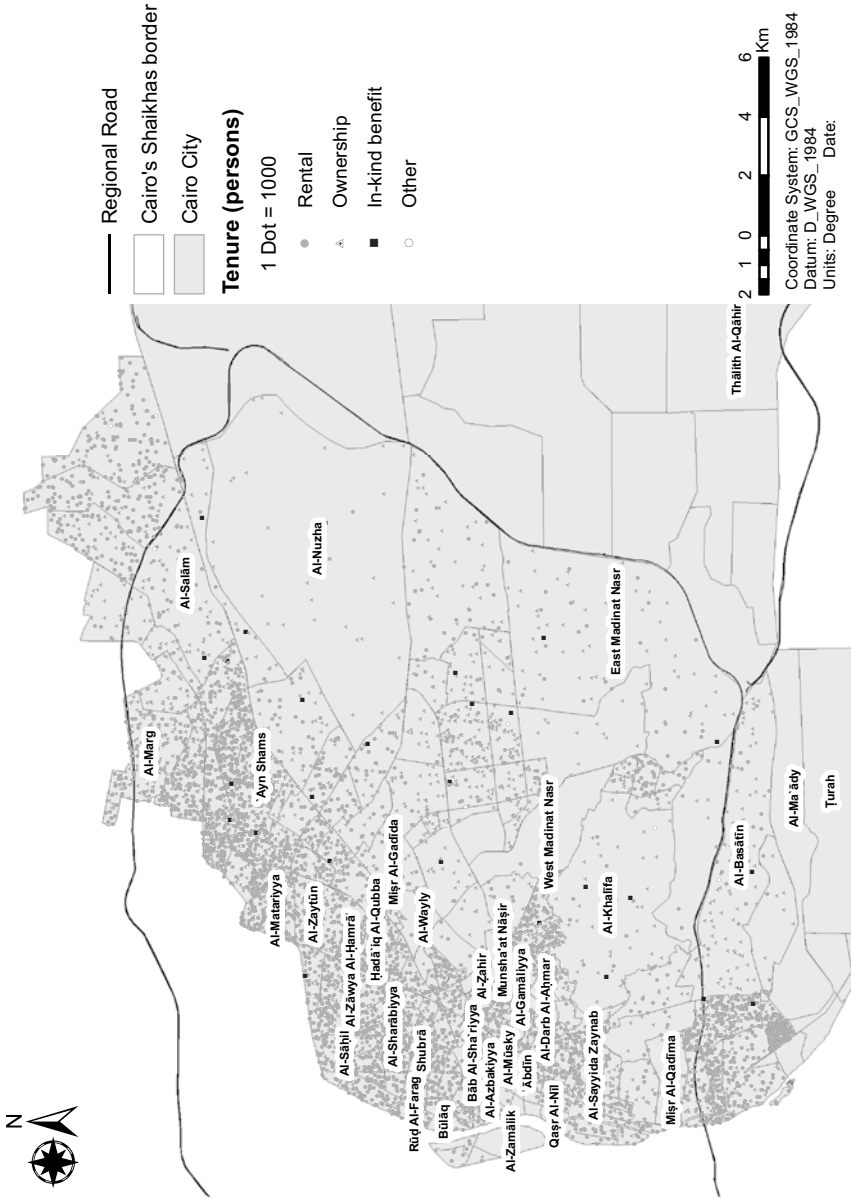 N
Regional Road
Cairo's Shaikhas border
Cairo City
Tenure (persons)
1 Dot = 1000
Rental
Ownership
In-kind benefit
Other
2 1 0 2 4 6
Km
Coordinate System: GCS_WGS_1984
Datum: D_WGS_1984
Units: Degree Date:
Al-Marg
Al-Salām
Al-Nuzha
`Ayn Shams
Al-Matariyya
Al-Zaytūn
Al-Sāḥil
Al-Zāwya Al-Ḥamrā`
Ḥadā`iq Al-Qubba
Miṣr Al-Gadīda
Al-Sharābiyya
Al-Wayly
Rūḍ Al-Farag
Shubrā
Būlāq
Bāb Al-Sha`riyya
Al-Ẓahir
Al-Azbakiyya
Munsha'at Nāṣir
Al-Mūsky
Al-Gamāliyya
Al-Zamālik
`Ābdīn
Al-Darb Al-Aḥmar
Qaṣr Al-Nīl
West Madinat Nasr
East Madinat Nasr
Al-Sayyida Zaynab
Al-Khalīfa
Miṣr Al-Qadīma
Al-Basātīn
Al-Ma`ādy
Ṭurah
Thālith Al-Qāhir